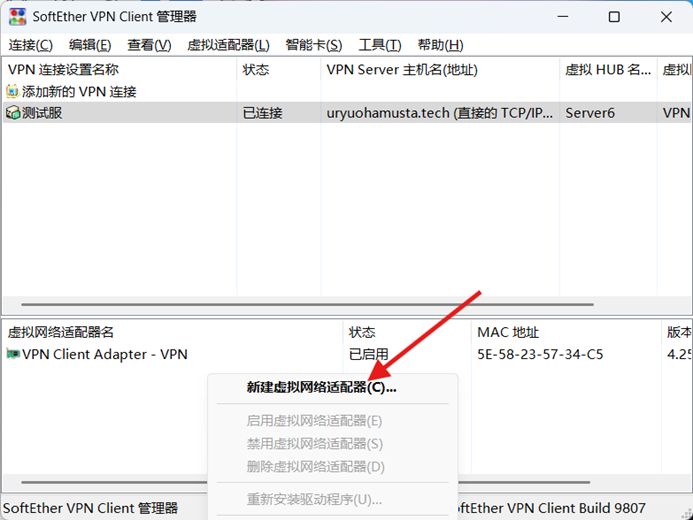 SoftEther VPN Client 管理器
连接(C) 编辑(E) 查看(V) 虚拟适配器(L) 智能卡(S) 工具(T) 帮助(H)
VPN 连接设置名称 状态 VPN Server 主机名(地址) 虚拟 HUB 名... 虚拟
添加新的 VPN 连接
测试服 已连接 uryuohamusta.tech (直接的 TCP/IP... Server6 VPN
虚拟网络适配器名 状态 MAC 地址 版本
VPN Client Adapter - VPN 已启用 5E-58-23-57-34-C5 4.25
新建虚拟网络适配器(C)...
启用虚拟网络适配器(E)
禁用虚拟网络适配器(S)
删除虚拟网络适配器(D)
重新安装驱动程序(U)...
SoftEther VPN Client 管理器 oftEther VPN Client Build 9807